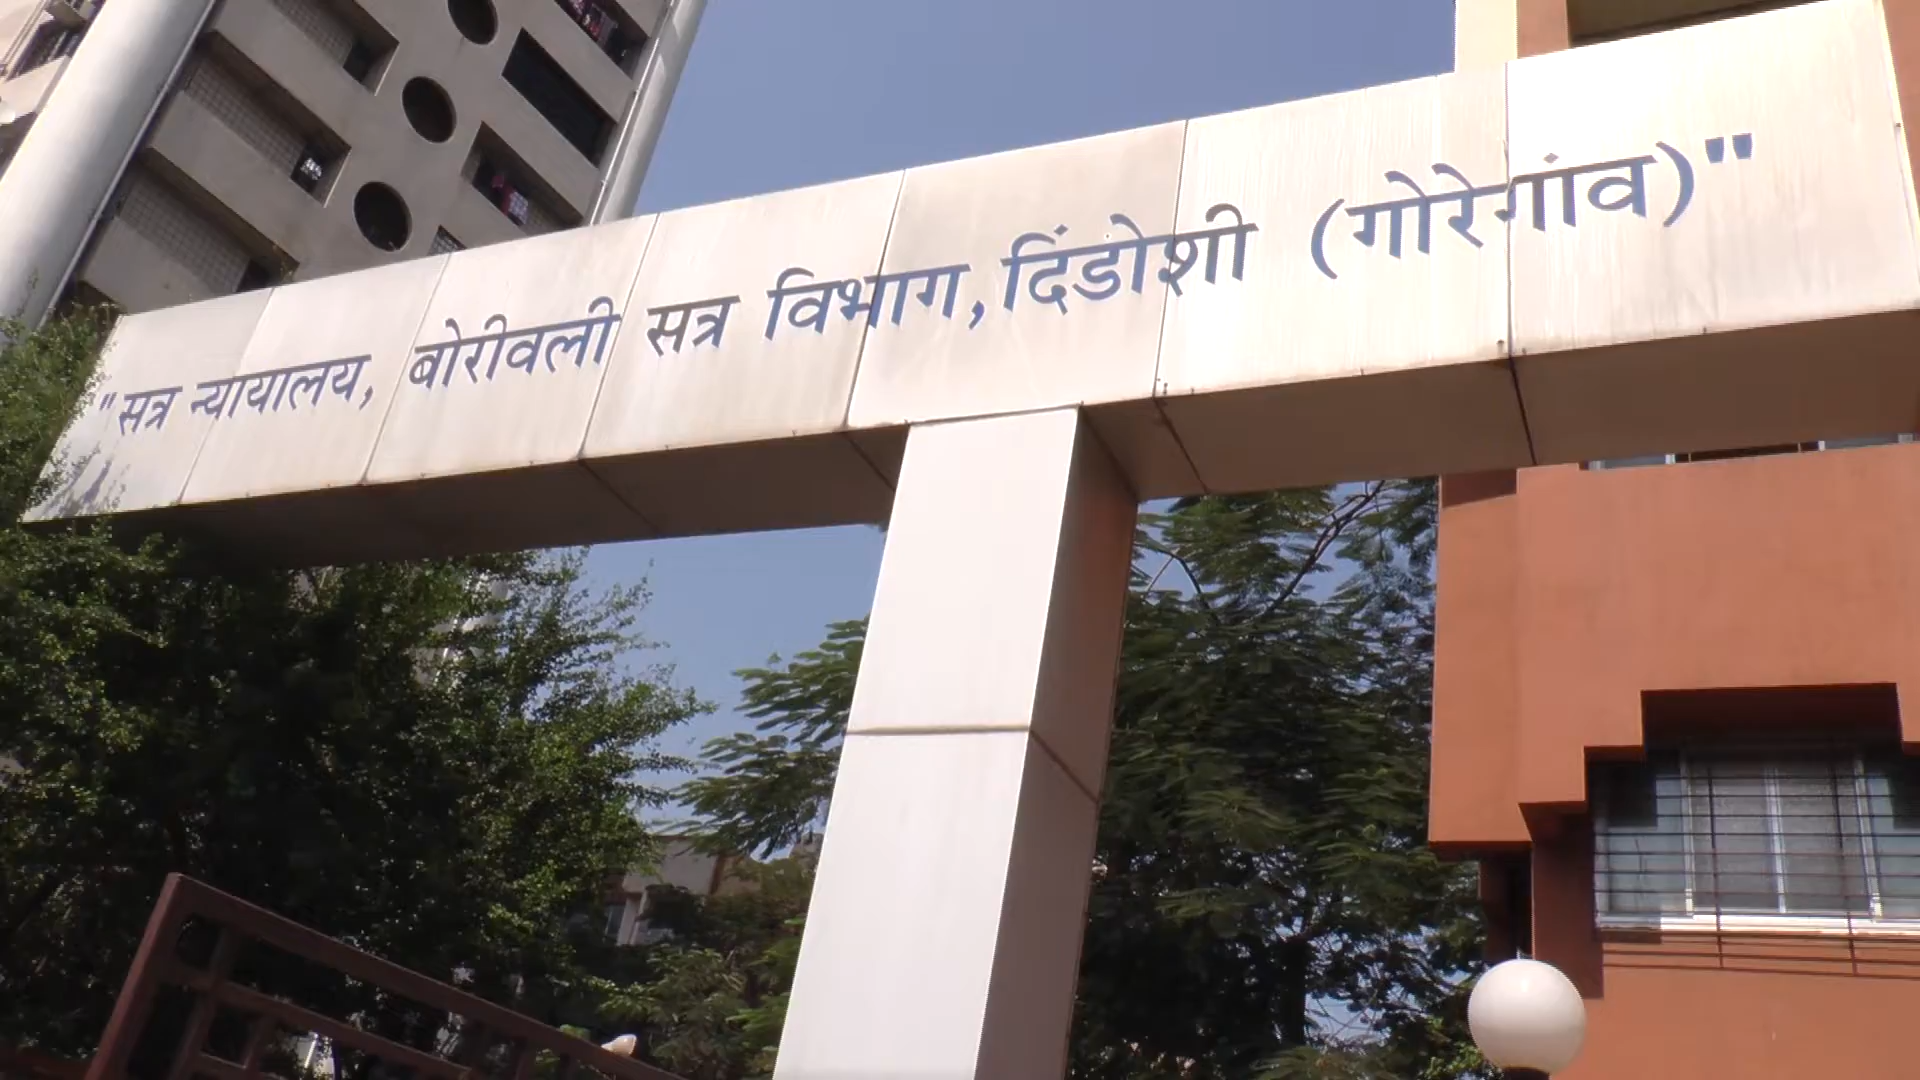 "सत्र न्यायालय, बोरीवली सत्र विभाग, दिंडोशी (गोरेगांव)"